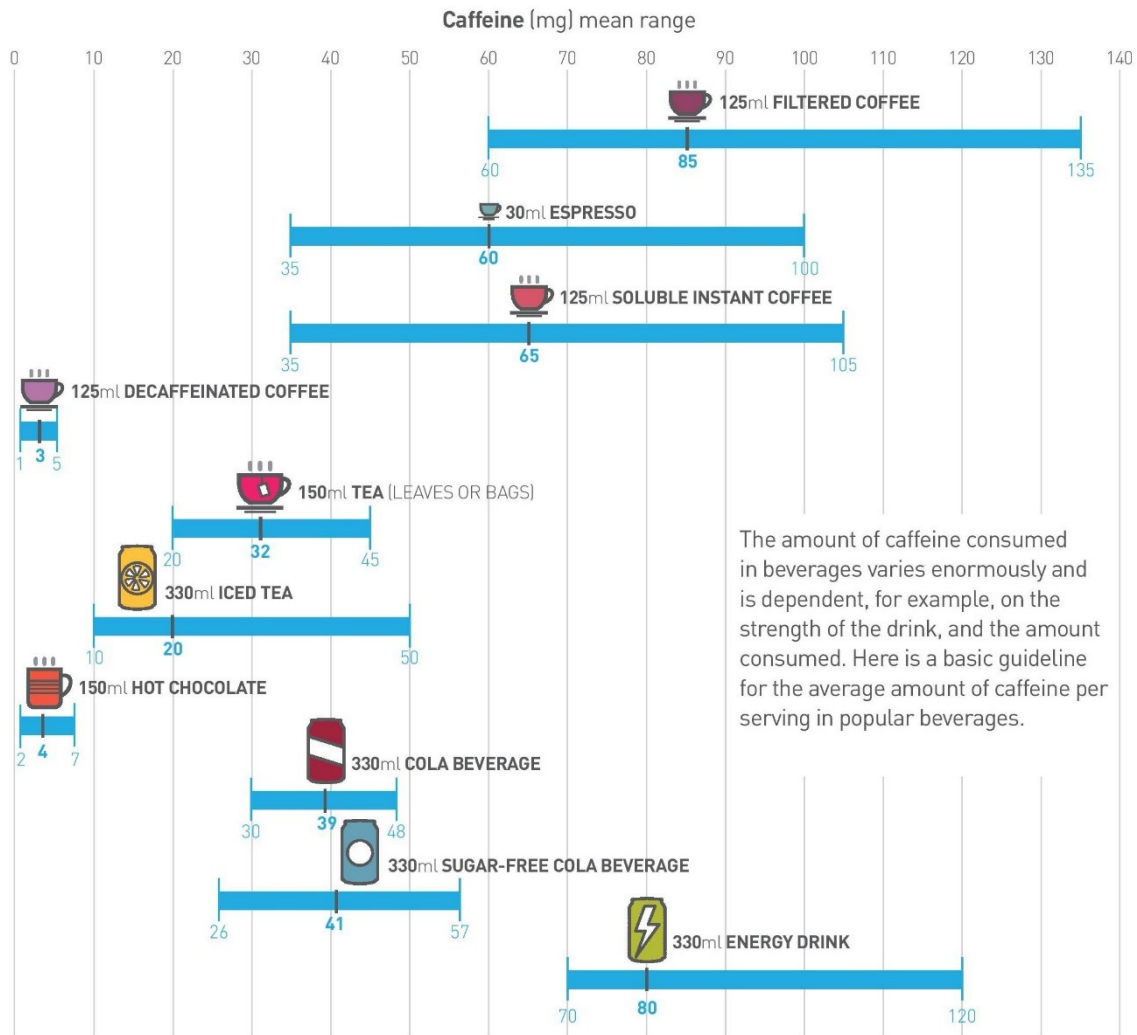 Caffeine (mg) mean range
0 10 20 30 40 50 60 70 80 90 100 110 120 130 140
125ml FILTERED COFFEE
60 85 135
30ml ESPRESSO
35 60 100
125ml SOLUBLE INSTANT COFFEE
35 65 105
125ml DECAFFEINATED COFFEE
1 3 5
150ml TEA (LEAVES OR BAGS)
20 32 45
330ml ICED TEA
10 20 50
150ml HOT CHOCOLATE
2 4 7
330ml COLA BEVERAGE
30 39 48
330ml SUGAR-FREE COLA BEVERAGE
26 41 57
330ml ENERGY DRINK
70 80 120
The amount of caffeine consumed
in beverages varies enormously and
is dependent, for example, on the
strength of the drink, and the amount
consumed. Here is a basic guideline
for the average amount of caffeine per
serving in popular beverages.